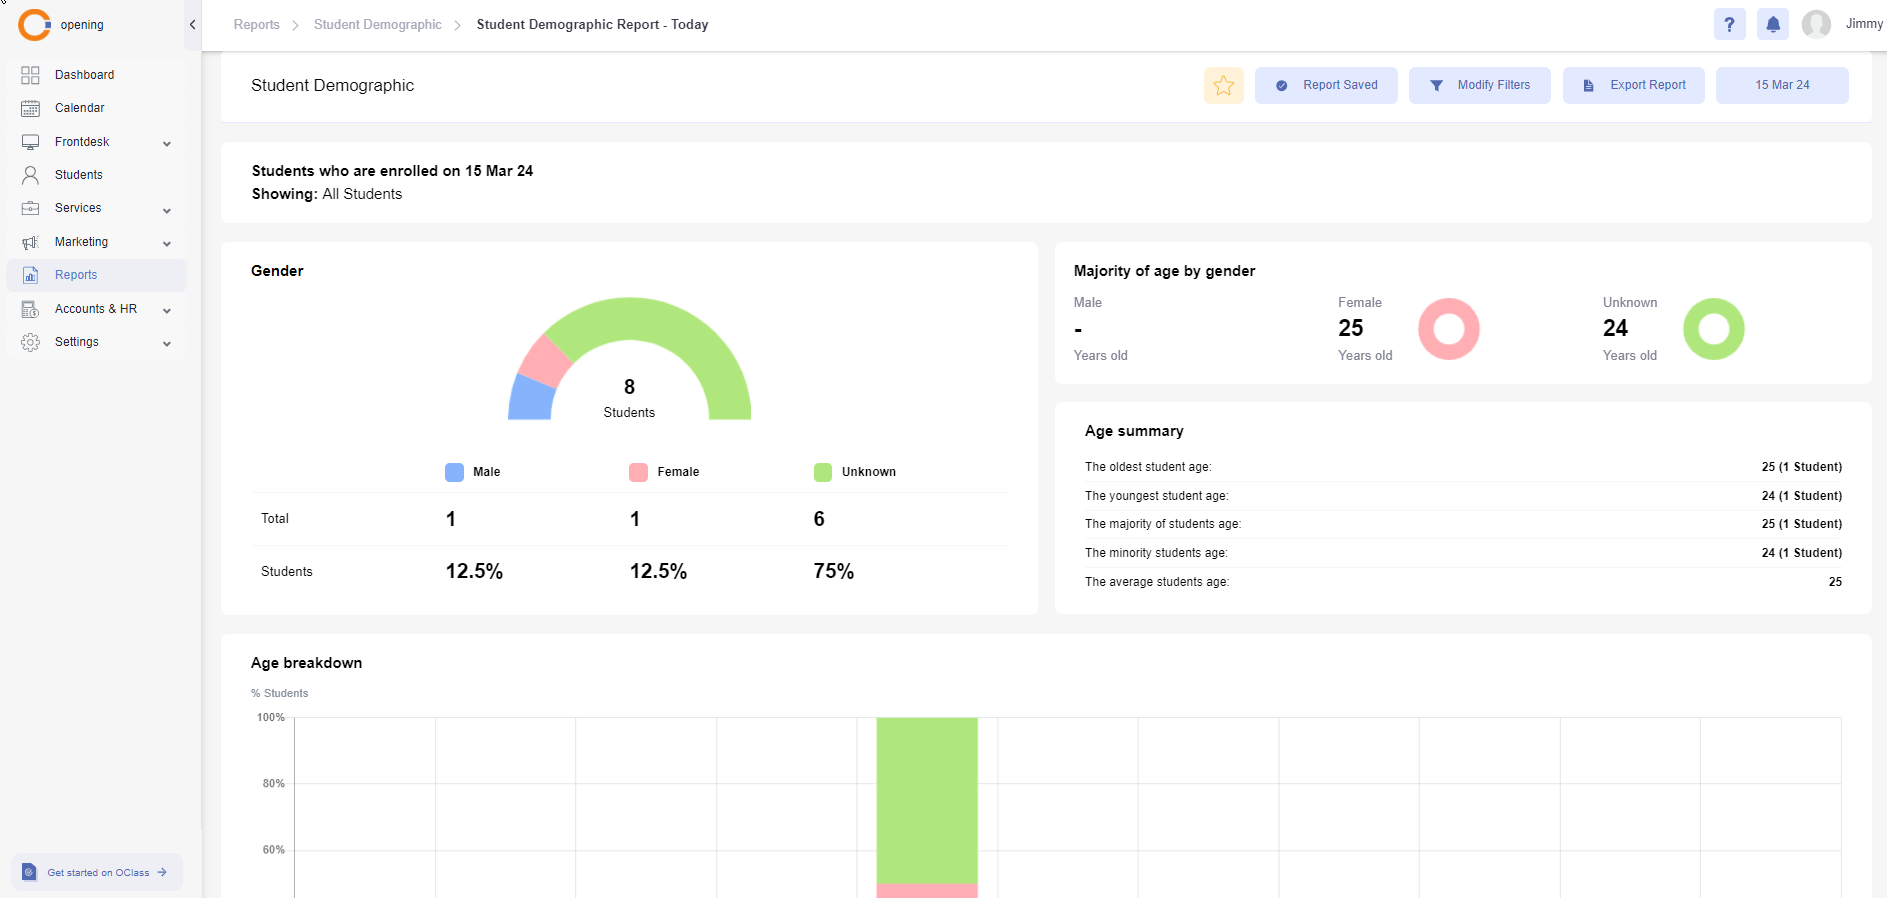 opening
Reports
Student Demographic
Student Demographic Report - Today
?
Jimmy
Dashboard
Calendar
Frontdesk
Students
Services
Marketing
Reports
Accounts & HR
Settings
Get started on OClass
Student Demographic
Report Saved
Modify Filters
Export Report
15 Mar 24
Students who are enrolled on 15 Mar 24
Showing: All Students
Gender
8
Students
Male Female Unknown
Total 1 1 6
Students 12.5% 12.5% 75%
Majority of age by gender
Male Female Unknown
- 25 24
Years old Years old Years old
Age summary
The oldest student age: 25 (1 Student)
The youngest student age: 24 (1 Student)
The majority of students age: 25 (1 Student)
The minority students age: 24 (1 Student)
The average students age: 25
Age breakdown
% Students
100%
80%
60%